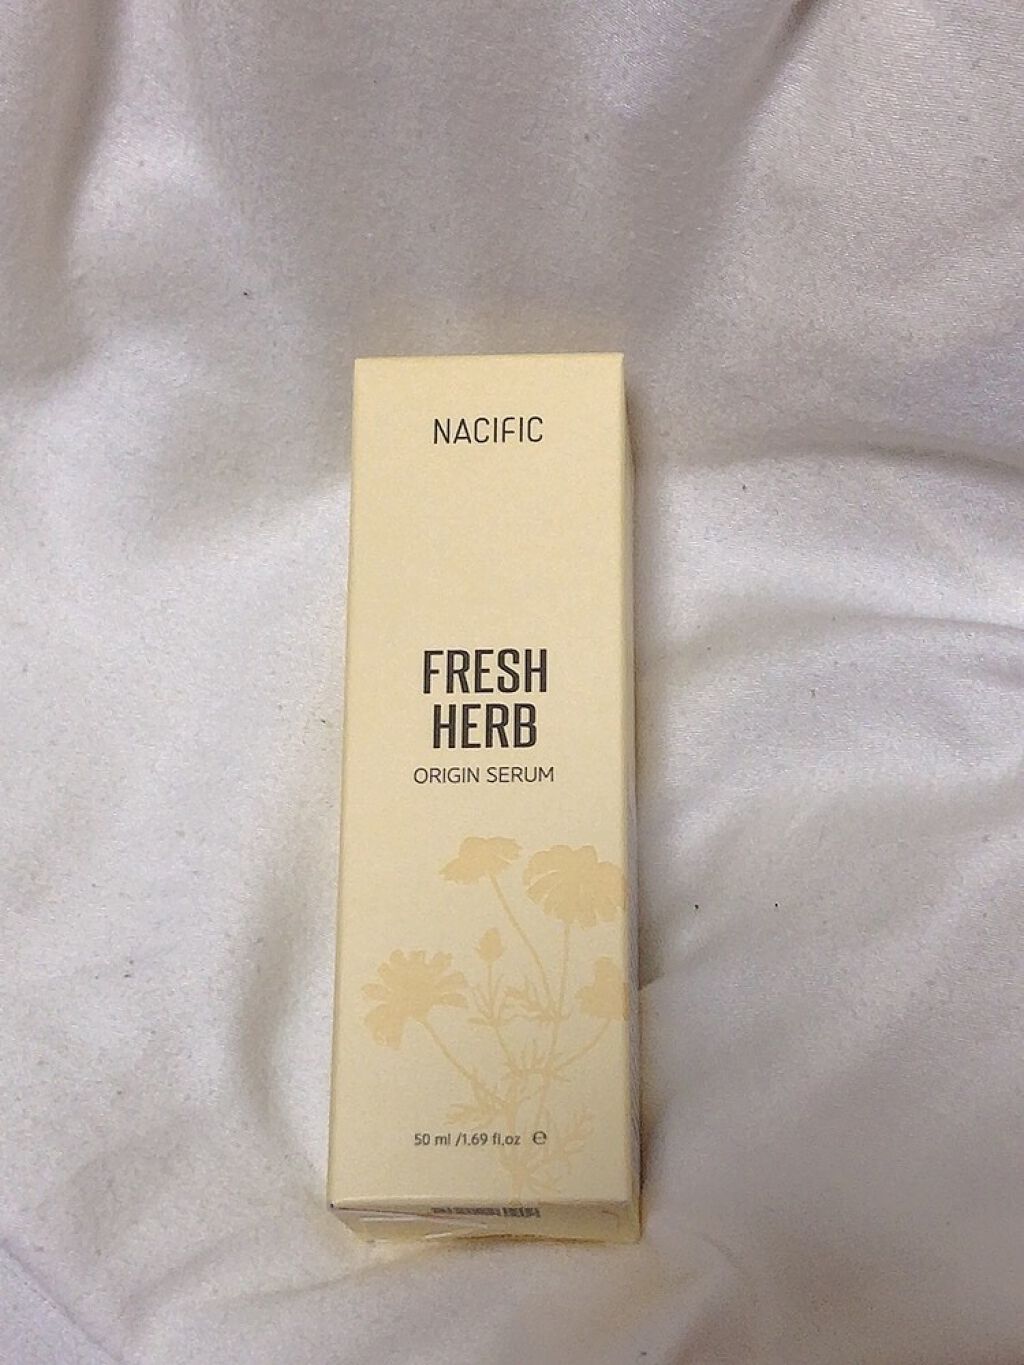 NACIFIC
FRESH
HERB
ORIGIN SERUM
50 ml /1.69 fl.oz ℮